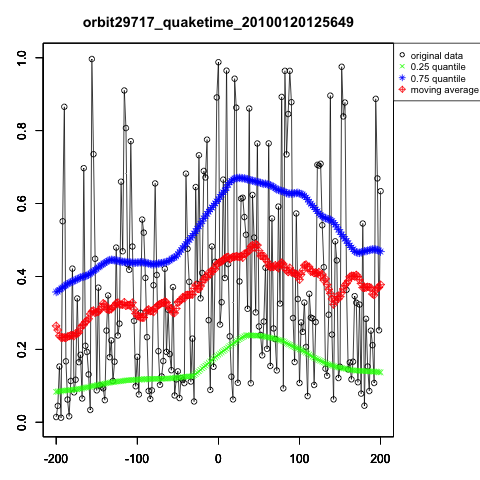 orbit29717_quaketime_20100120125649
original data
0.25 quantile
0.75 quantile
moving average
1.0
0.8
0.6
0.4
0.2
0.0
-200 -100 0 100 200